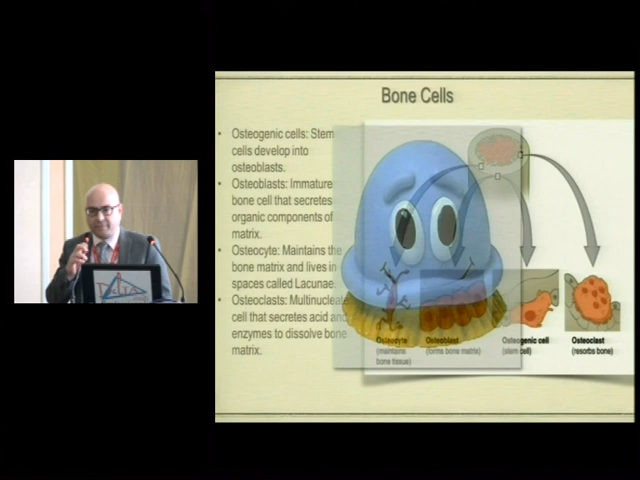 Bone Cells
• Osteogenic cells: Stem
cells develop into
osteoblasts.
• Osteoblasts: Immature
bone cell that secretes
organic components of
matrix.
• Osteocyte: Maintains the
bone matrix and lives in
spaces called Lacunae.
• Osteoclasts: Multinucleate
cell that secretes acid and
enzymes to dissolve bone
matrix.
Osteocyte
(maintains
bone tissue)
Osteoblast
(forms bone matrix)
Osteogenic cell
(stem cell)
Osteoclast
(resorbs bone)